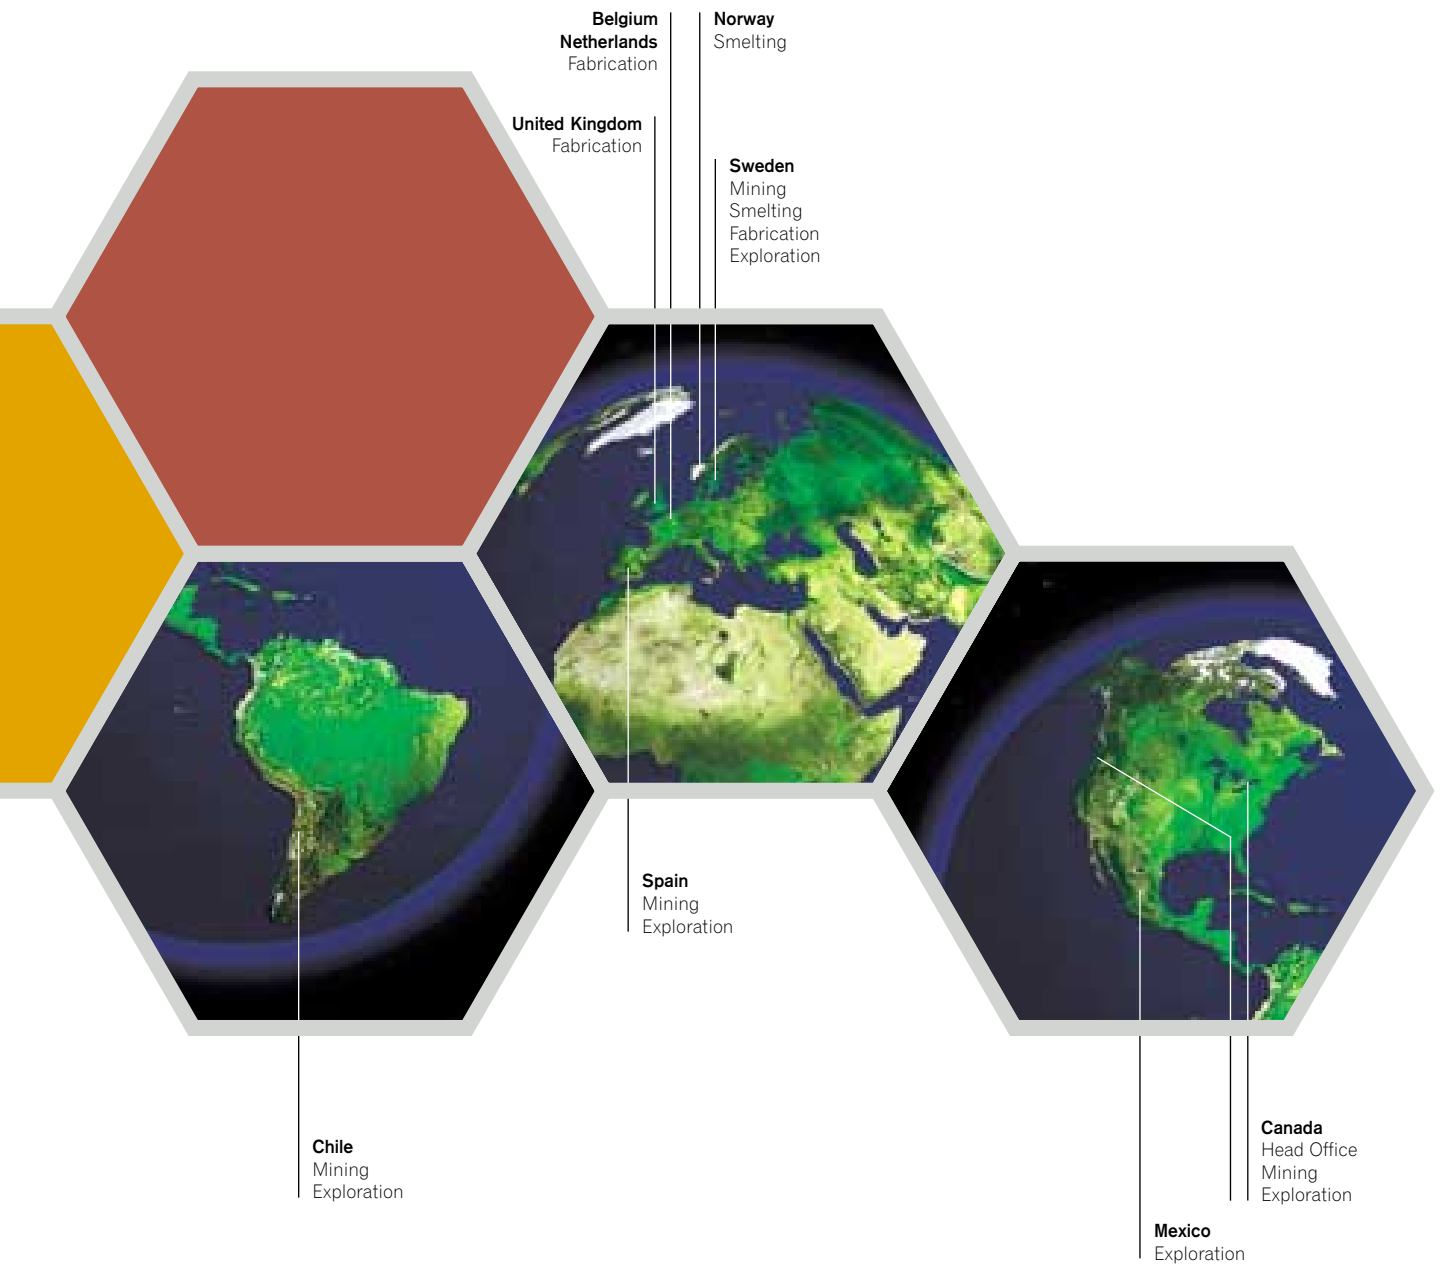 Belgium
Netherlands
Fabrication
Norway
Smelting
United Kingdom
Fabrication
Sweden
Mining
Smelting
Fabrication
Exploration
Spain
Mining
Exploration
Chile
Mining
Exploration
Canada
Head Office
Mining
Exploration
Mexico
Exploration